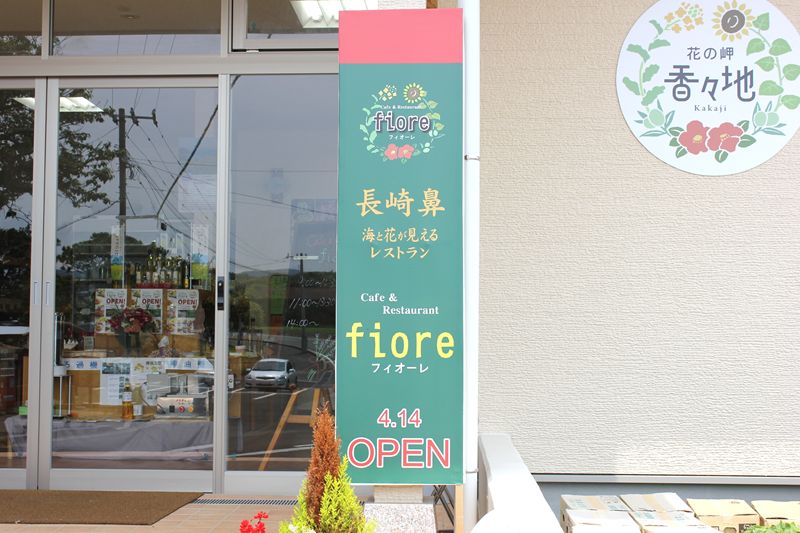 Cafe & Restaurant
fiore
フィオーレ
長崎鼻
海と花が見える
レストラン
Cafe &
Restaurant
fiore
フィオーレ
4.14
OPEN
花の岬
香々地
Kakaji
OPEN!
OPEN!
OPEN!